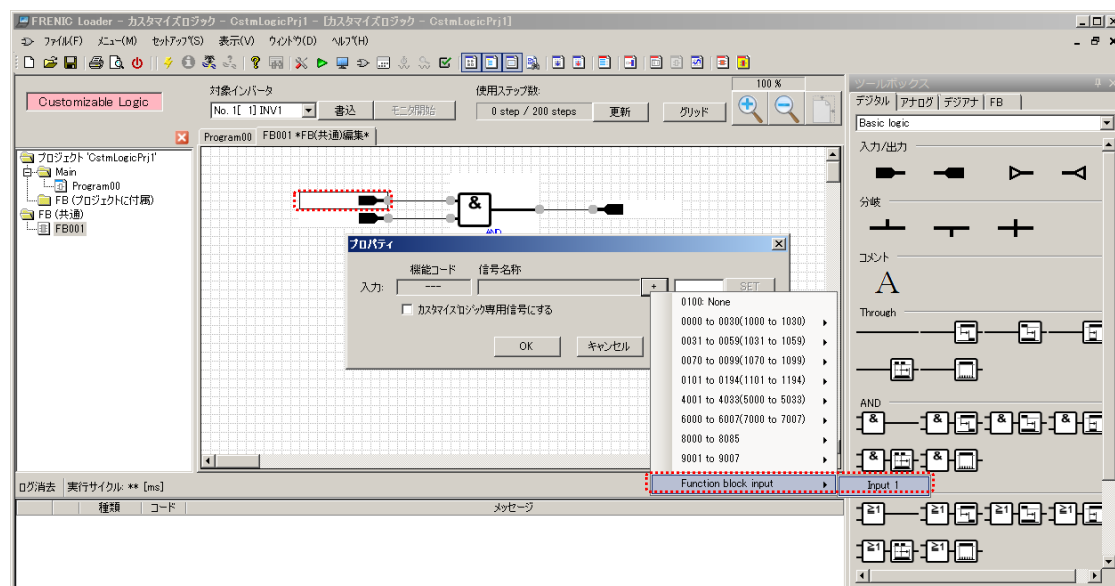 FRENIC Loader - カスタマイズロジック - CstmLogicPrj1 - [カスタマイズロジック - CstmLogicPrj1]
ファイル(F) メニュー(M) セットアップ(S) 表示(V) ウィンドウ(D) ヘルプ(H)
Customizable Logic
対象インバータ
No. 1[ 1] INV1
書込
モニタ開始
使用ステップ数:
0 step / 200 steps
更新
グリッド
100 %
プロジェクト 'CstmLogicPrj1'
Main
Program00
FB (プロジェクトに付属)
FB (共通)
FB001
Program00
FB001 *FB(共通)編集*
&
AND
プロパティ
機能コード 信号名称
入力: ---
+
SET
カスタマイズロジック専用信号にする
OK
キャンセル
0100: None
0000 to 0030(1000 to 1030)
0031 to 0059(1031 to 1059)
0070 to 0099(1070 to 1099)
0101 to 0194(1101 to 1194)
4001 to 4033(5000 to 5033)
6000 to 6007(7000 to 7007)
8000 to 8085
9001 to 9007
Function block input
Input 1
ツールボックス
デジタル アナログ デジアナ FB
Basic logic
入力/出力
分岐
コメント
A
Through
AND
& & & &
& &
≧1 ≧1 ≧1 ≧1
≧1 ≧1
ログ消去 実行サイクル: ** [ms]
種類 コード メッセージ